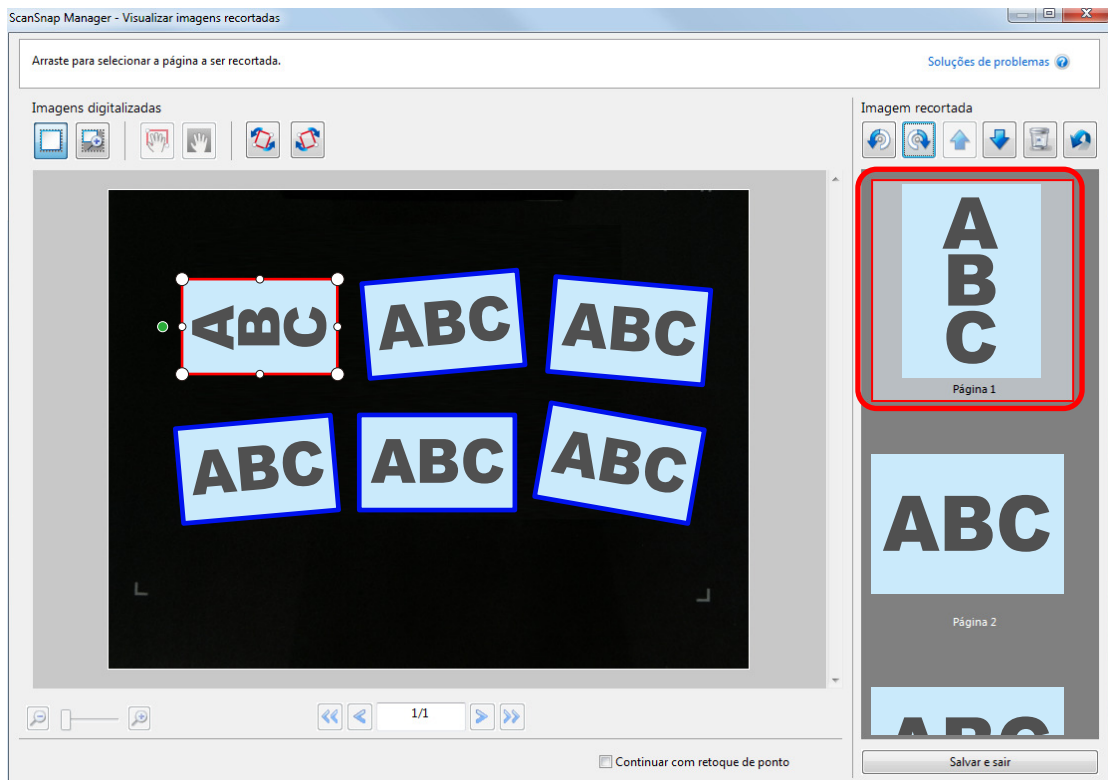 ScanSnap Manager - Visualizar imagens recortadas
Arraste para selecionar a página a ser recortada.
Soluções de problemas
Imagens digitalizadas
Imagem recortada
ABC
ABC
ABC
ABC
ABC
ABC
A
B
C
Página 1
ABC
Página 2
ABC
1/1
Continuar com retoque de ponto
Salvar e sair